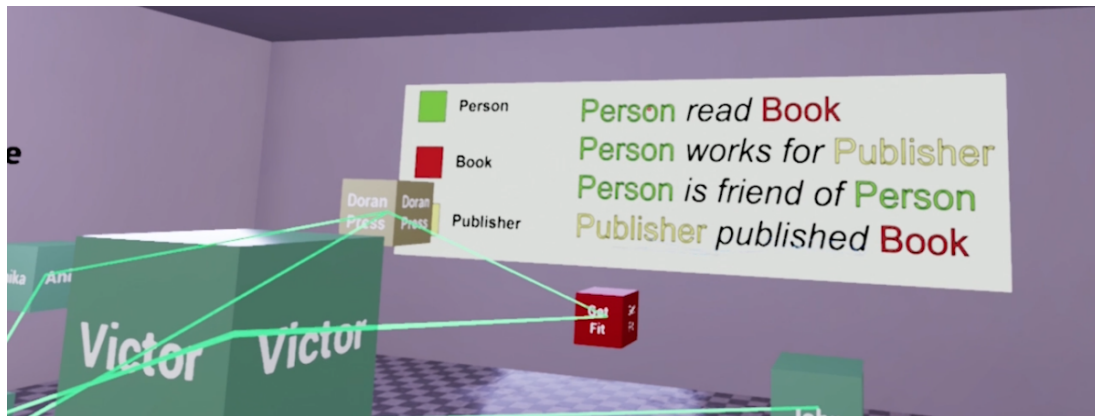 e
Person
Book
Publisher
Person read Book
Person works for Publisher
Person is friend of Person
Publisher published Book
Doran Press
Doran Press
Ani
Victor
Victor
Get Fit